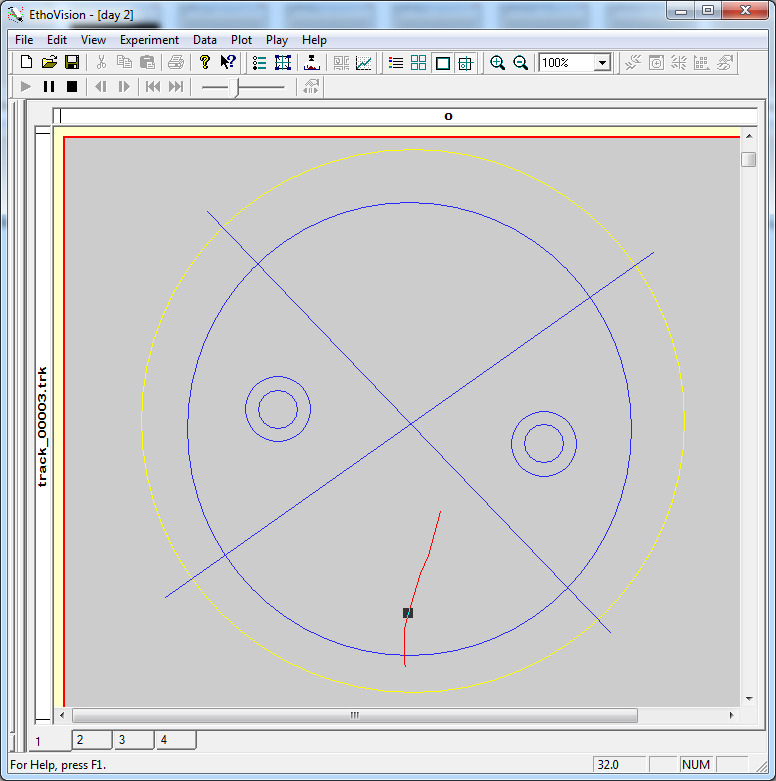 EthoVision - [day 2]
File Edit View Experiment Data Plot Play Help
100%
o
track_00003.trk
1 2 3 4
For Help, press F1. 32.0 NUM